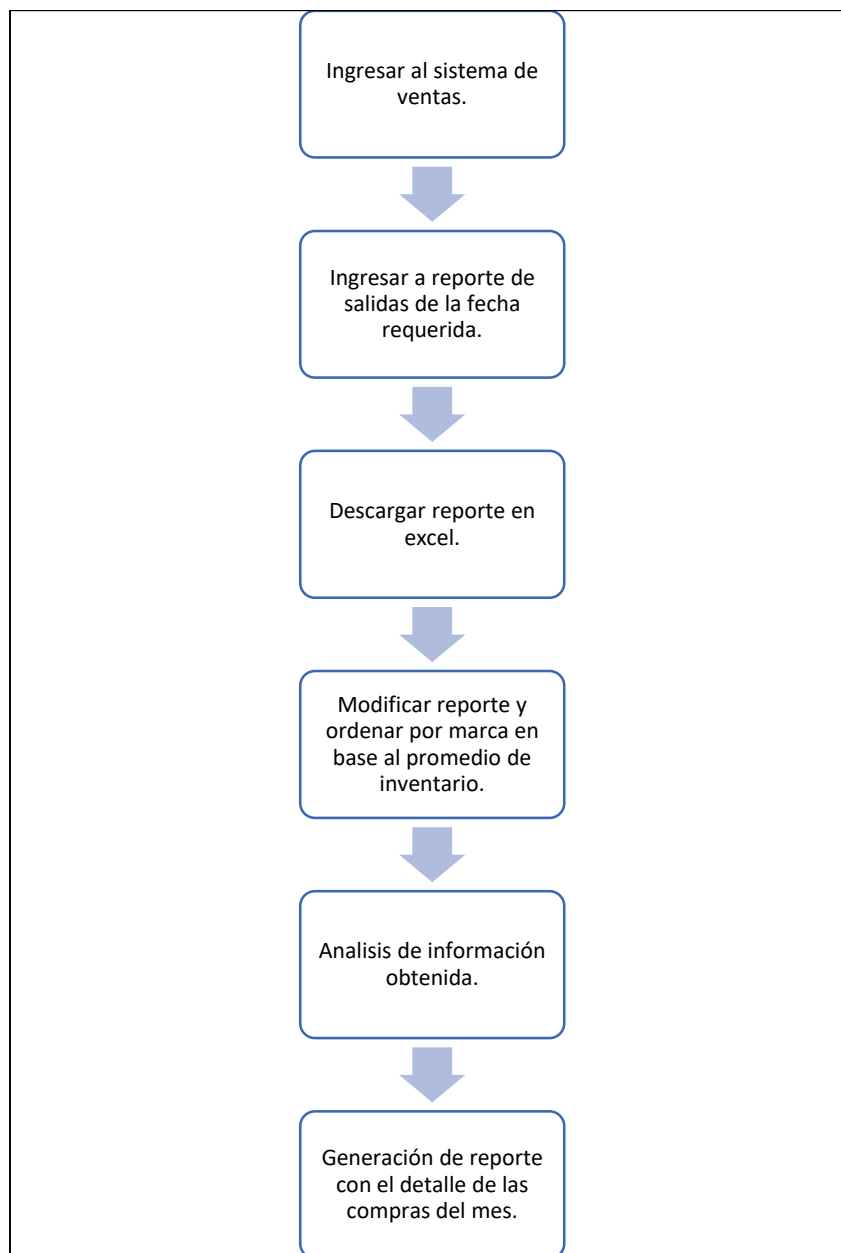 Ingresar al sistema de
ventas.
Ingresar a reporte de
salidas de la fecha
requerida.
Descargar reporte en
excel.
Modificar reporte y
ordenar por marca en
base al promedio de
inventario.
Analisis de información
obtenida.
Generación de reporte
con el detalle de las
compras del mes.